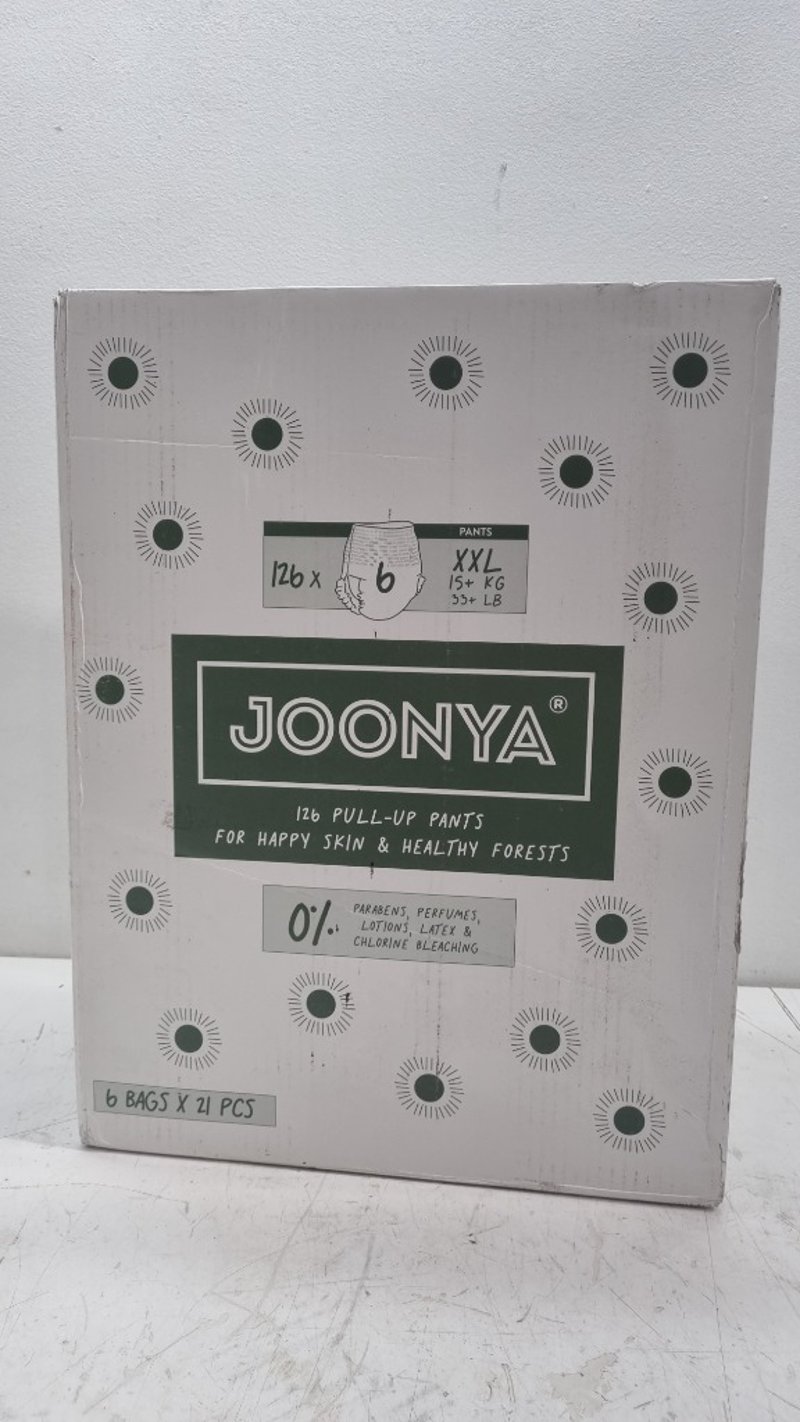 PANTS
126 x
6
XXL
15+ KG
33+ LB
JOONYA®
126 PULL-UP PANTS
FOR HAPPY SKIN & HEALTHY FORESTS
0%
PARABENS, PERFUMES,
LOTIONS, LATEX &
CHLORINE BLEACHING
6 BAGS X 21 PCS